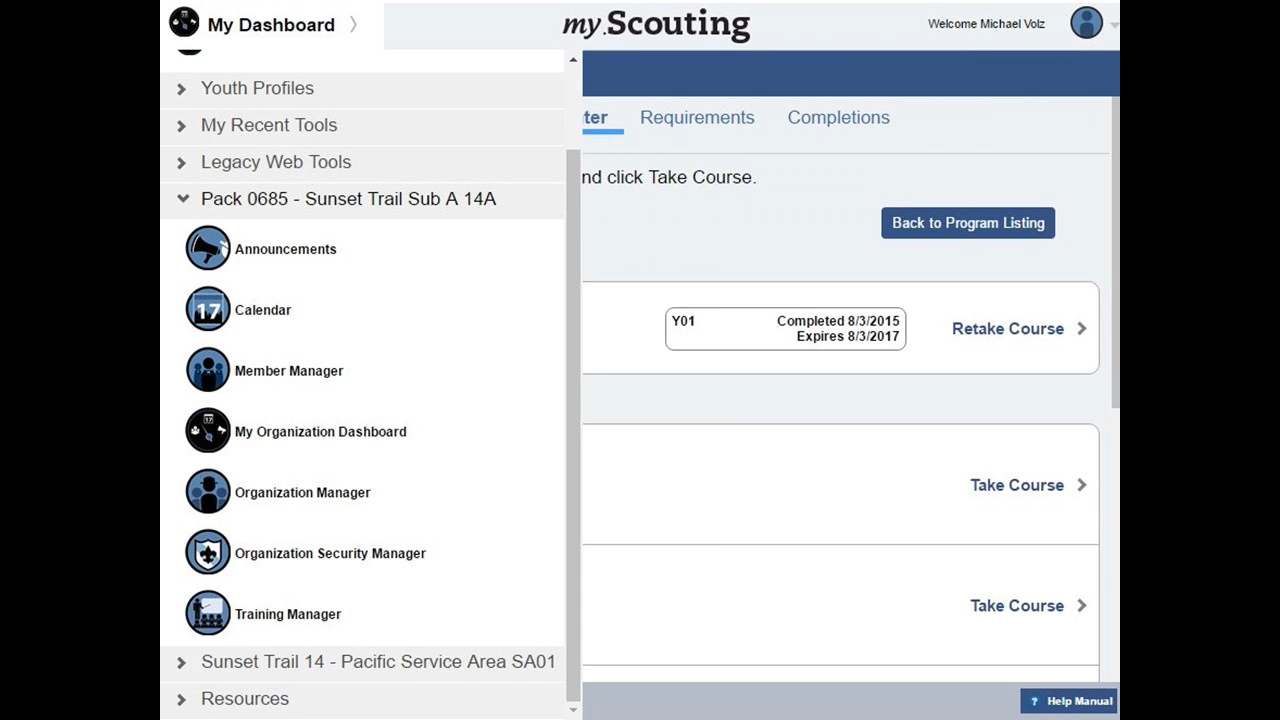 My Dashboard
my.Scouting
Welcome Michael Volz
Youth Profiles
My Recent Tools
Legacy Web Tools
Pack 0685 - Sunset Trail Sub A 14A
Announcements
17
Calendar
Member Manager
17
My Organization Dashboard
Organization Manager
Organization Security Manager
Training Manager
Sunset Trail 14 - Pacific Service Area SA01
Resources
ter Requirements Completions
nd click Take Course.
Back to Program Listing
Y01 Completed 8/3/2015
Expires 8/3/2017
Retake Course
Take Course
Take Course
? Help Manual